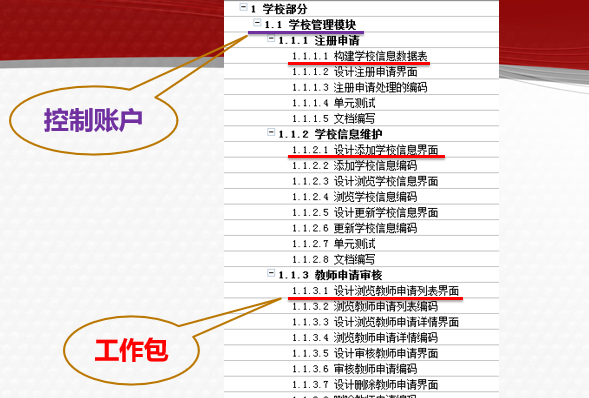 1 学校部分
1.1 学校管理模块
1.1.1 注册申请
1.1.1.1 构建学校信息数据表
1.1.1.2 设计注册申请界面
1.1.1.3 注册申请处理的编码
1.1.1.4 单元测试
1.1.1.5 文档编写
控制账户
1.1.2 学校信息维护
1.1.2.1 设计添加学校信息界面
1.1.2.2 添加学校信息编码
1.1.2.3 设计浏览学校信息界面
1.1.2.4 浏览学校信息编码
1.1.2.5 设计更新学校信息界面
1.1.2.6 更新学校信息编码
1.1.2.7 单元测试
1.1.2.8 文档编写
1.1.3 教师申请审核
1.1.3.1 设计浏览教师申请列表界面
1.1.3.2 浏览教师申请列表编码
1.1.3.3 设计浏览教师申请详情界面
1.1.3.4 浏览教师申请详情编码
工作包
1.1.3.5 设计审核教师申请界面
1.1.3.6 审核教师申请编码
1.1.3.7 设计删除教师申请界面